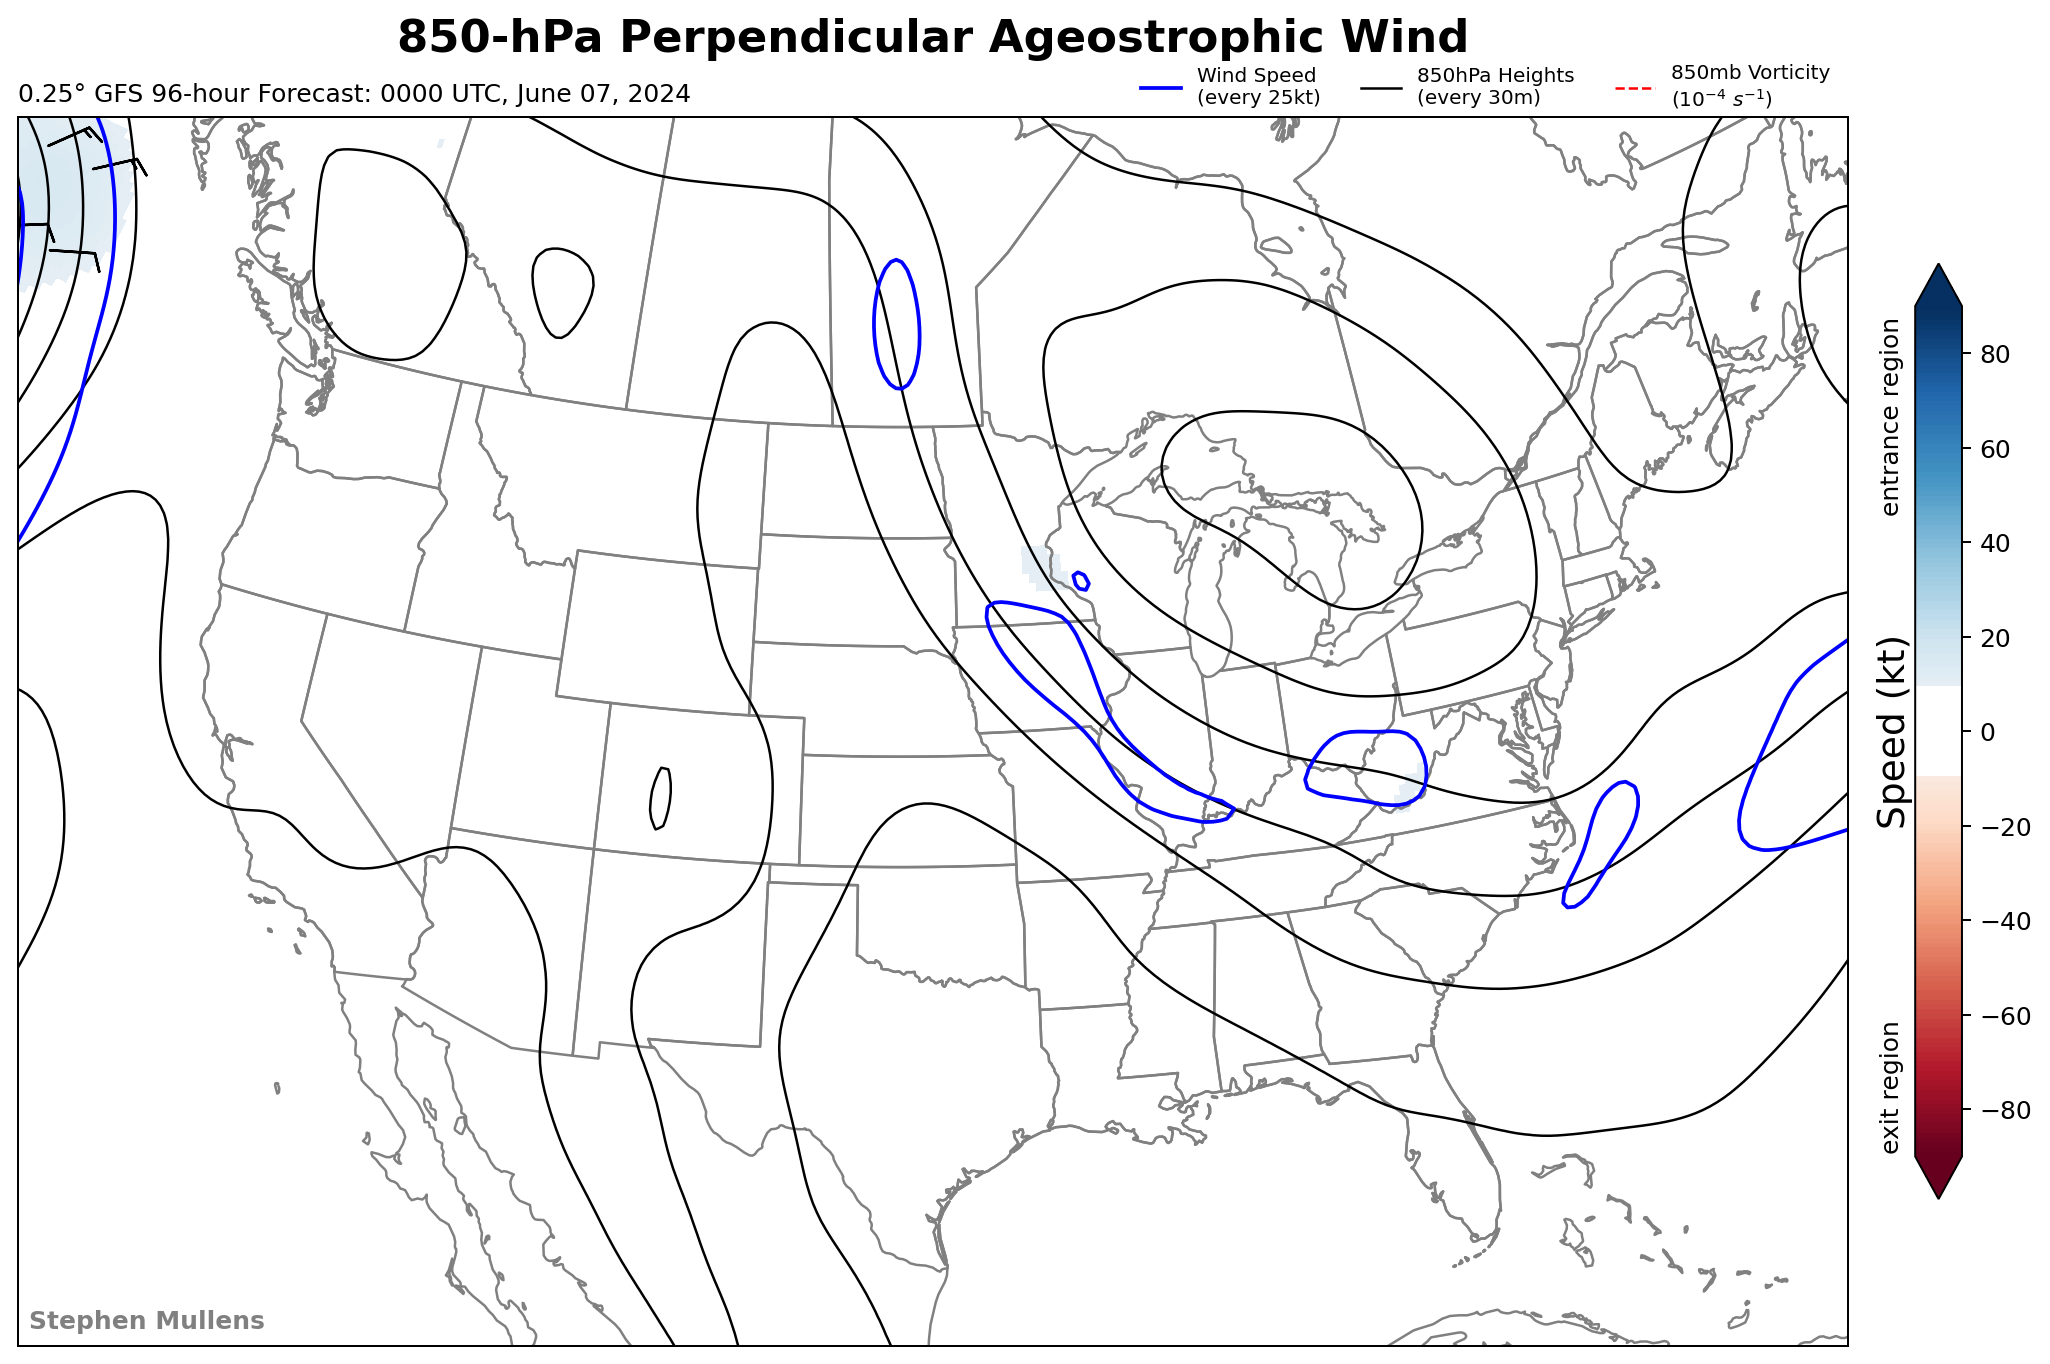 850-hPa Perpendicular Ageostrophic Wind
0.25° GFS 96-hour Forecast: 0000 UTC, June 07, 2024
Wind Speed
(every 25kt)
850hPa Heights
(every 30m)
850mb Vorticity
(10⁻⁴ s⁻¹)
entrance region
Speed (kt)
exit region
80
60
40
20
0
−20
−40
−60
−80
Stephen Mullens